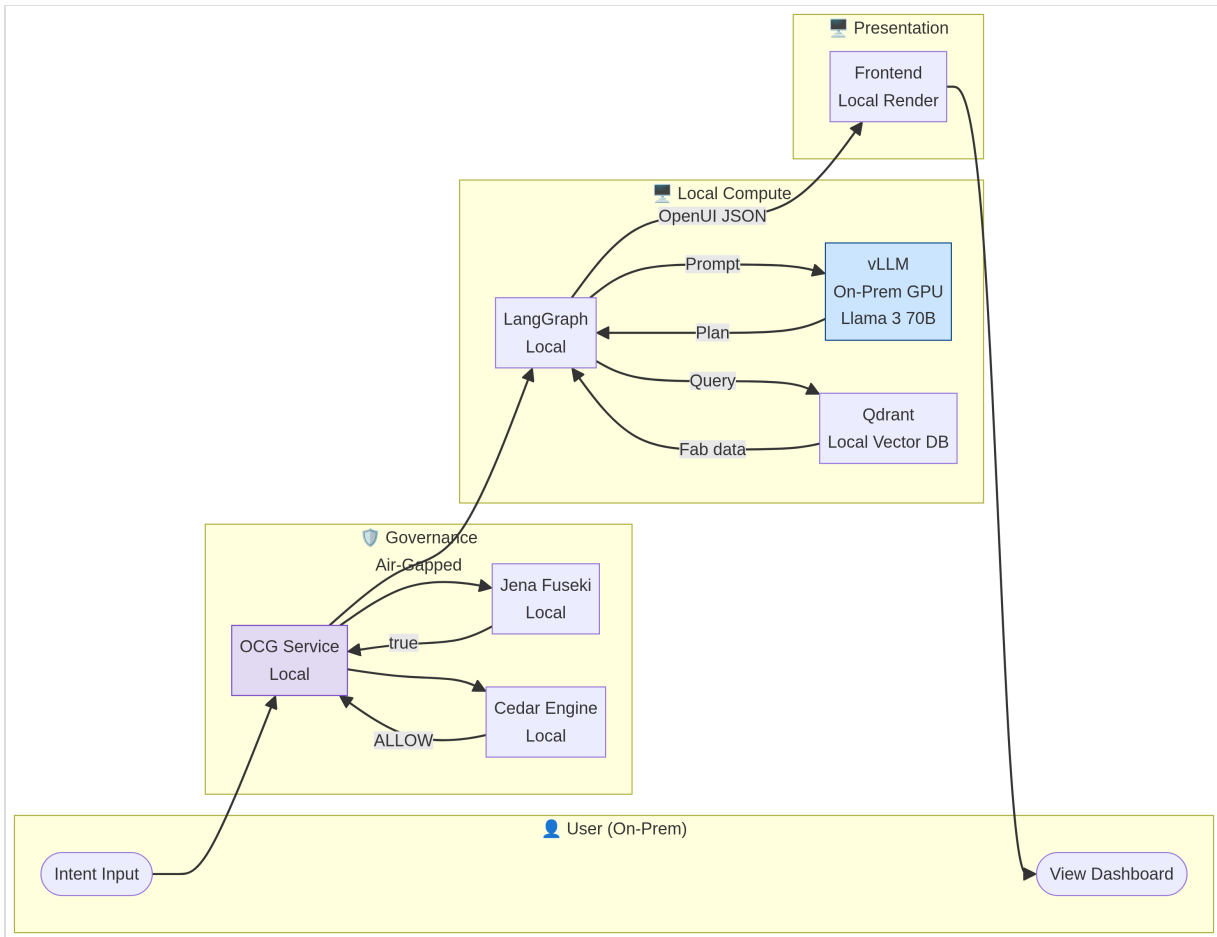 🖥️ Presentation
Frontend
Local Render
🖥️ Local Compute
OpenUI JSON
Prompt
vLLM
On-Prem GPU
Llama 3 70B
LangGraph
Local
Plan
Query
Qdrant
Local Vector DB
Fab data
🛡️ Governance
Air-Gapped
Jena Fuseki
Local
true
OCG Service
Local
Cedar Engine
Local
ALLOW
👤 User (On-Prem)
Intent Input
View Dashboard